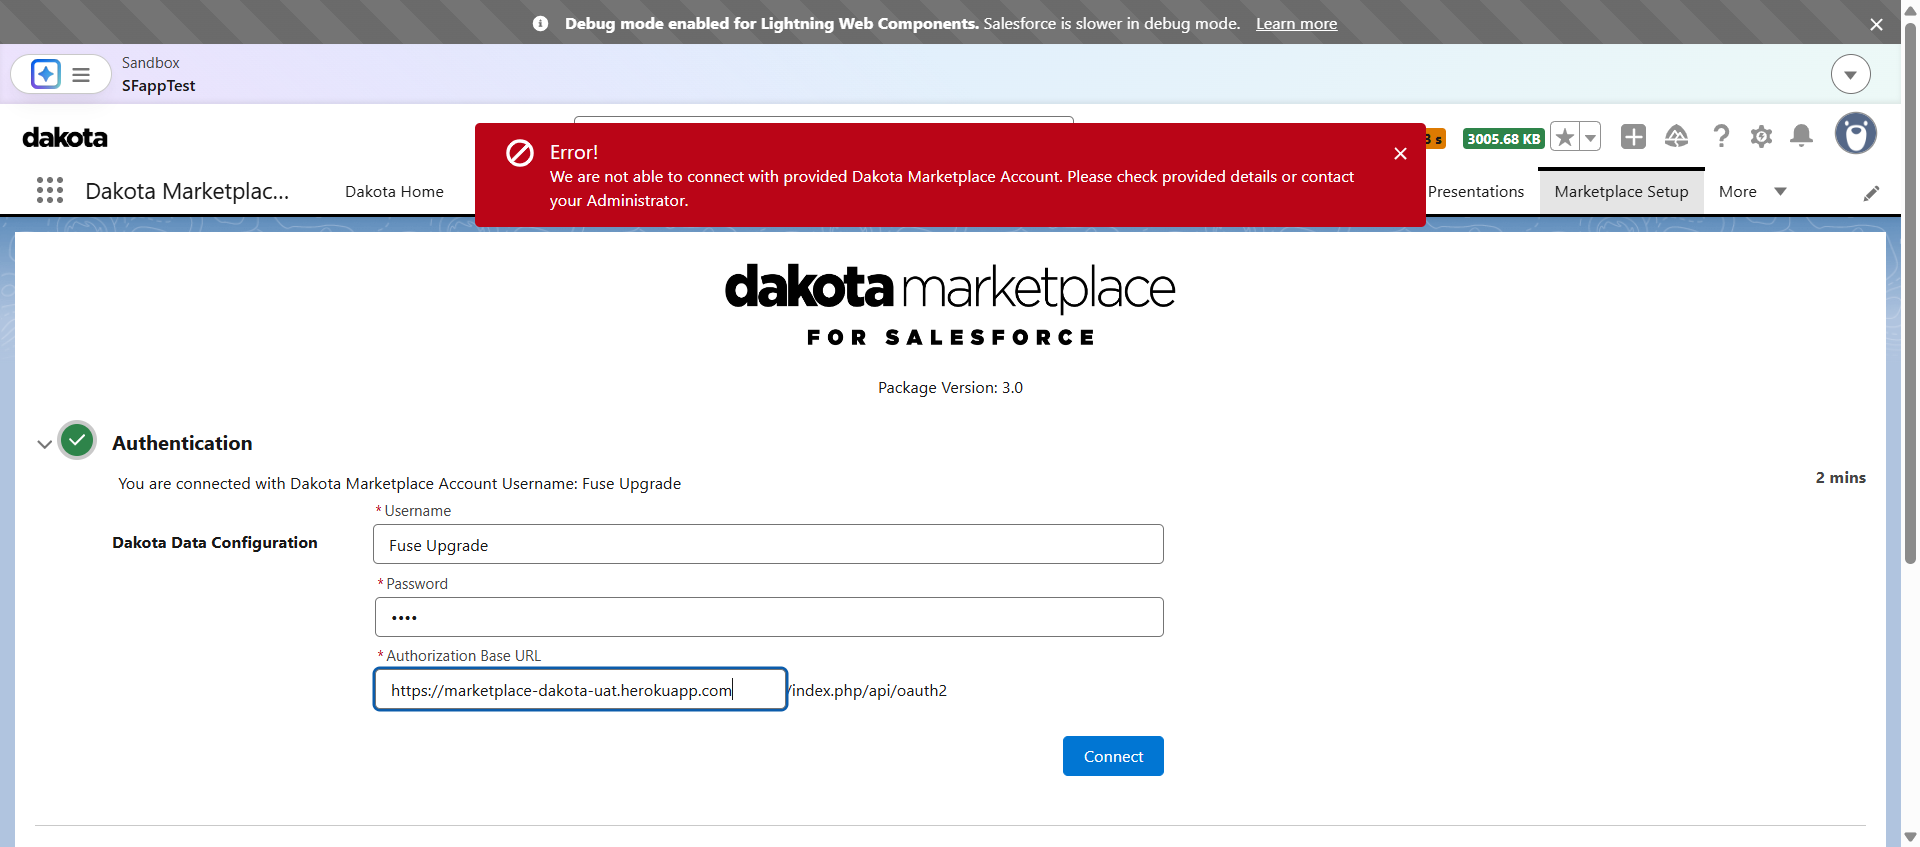 Debug mode enabled for Lightning Web Components. Salesforce is slower in debug mode. Learn more
Sandbox
SFappTest
dakota
Error!
We are not able to connect with provided Dakota Marketplace Account. Please check provided details or contact
your Administrator.
s
3005.68 KB
Dakota Marketplac...
Dakota Home
Presentations
Marketplace Setup
More
dakota marketplace
FOR SALESFORCE
Package Version: 3.0
Authentication
You are connected with Dakota Marketplace Account Username: Fuse Upgrade
2 mins
*Username
Dakota Data Configuration
Fuse Upgrade
*Password
••••
*Authorization Base URL
https://marketplace-dakota-uat.herokuapp.com
/index.php/api/oauth2
Connect